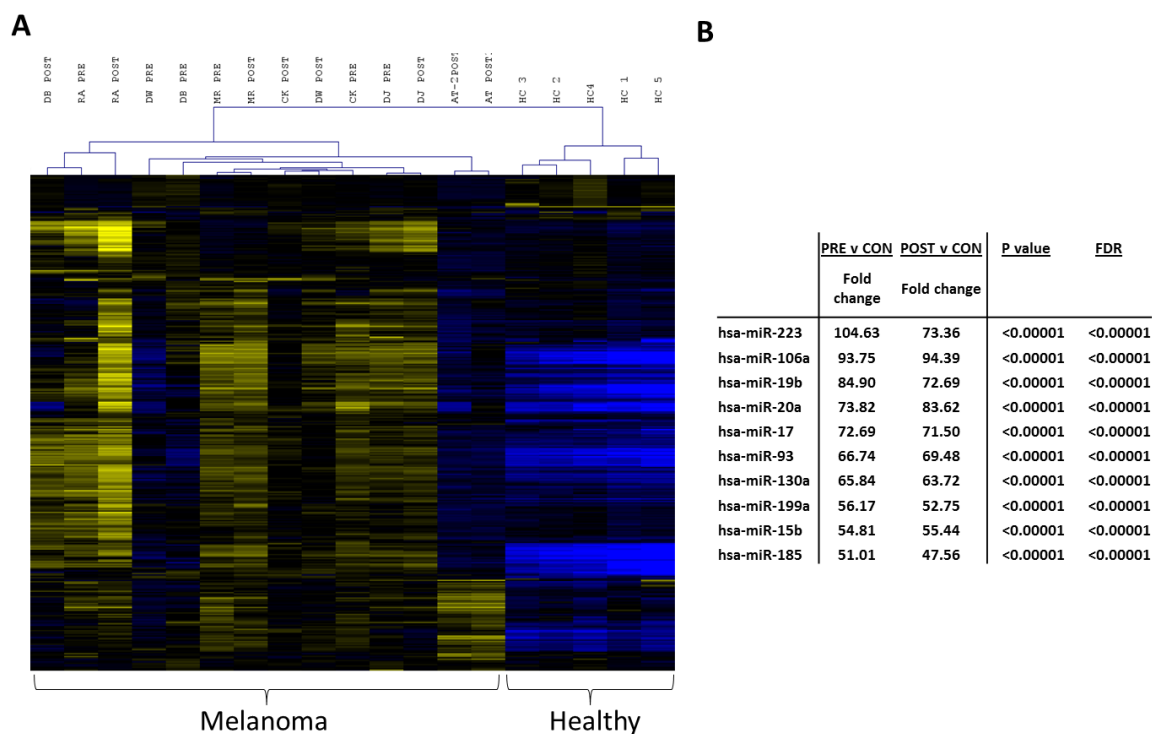 A
B
DB POST
RA PRE
RA POST
DW PRE
DB PRE
MR PRE
MR POST
CK POST
DW POST
CK PRE
DJ PRE
DJ POST
AT-2POST
AT POST
HC 3
HC 2
HC4
HC 1
HC 5
Melanoma
Healthy
PRE v CON POST v CON P value FDR
Fold change Fold change
hsa-miR-223 104.63 73.36 <0.00001 <0.00001
hsa-miR-106a 93.75 94.39 <0.00001 <0.00001
hsa-miR-19b 84.90 72.69 <0.00001 <0.00001
hsa-miR-20a 73.82 83.62 <0.00001 <0.00001
hsa-miR-17 72.69 71.50 <0.00001 <0.00001
hsa-miR-93 66.74 69.48 <0.00001 <0.00001
hsa-miR-130a 65.84 63.72 <0.00001 <0.00001
hsa-miR-199a 56.17 52.75 <0.00001 <0.00001
hsa-miR-15b 54.81 55.44 <0.00001 <0.00001
hsa-miR-185 51.01 47.56 <0.00001 <0.00001